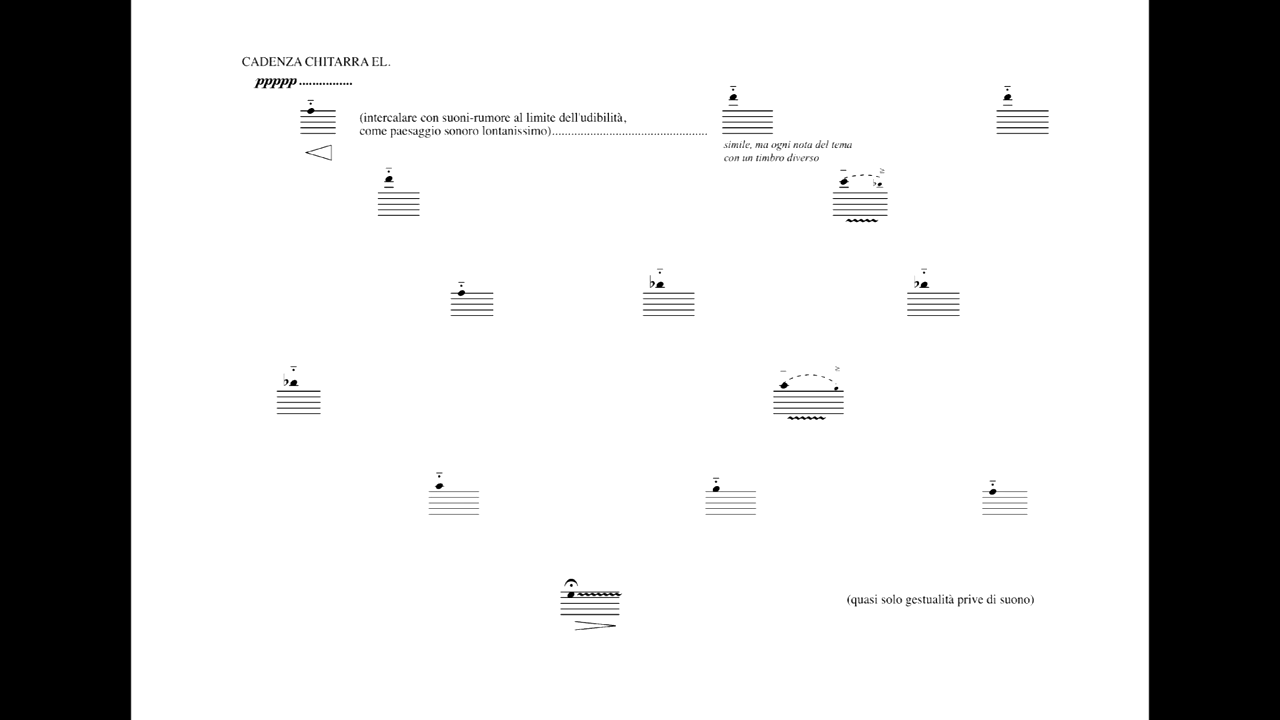 CADENZA CHITARRA EL.
ppppp ...............
(intercalare con suoni-rumore al limite dell'udibilità,
come paesaggio sonoro lontanissimo)...............................................
simile, ma ogni nota del tema
con un timbro diverso
(quasi solo gestualità prive di suono)